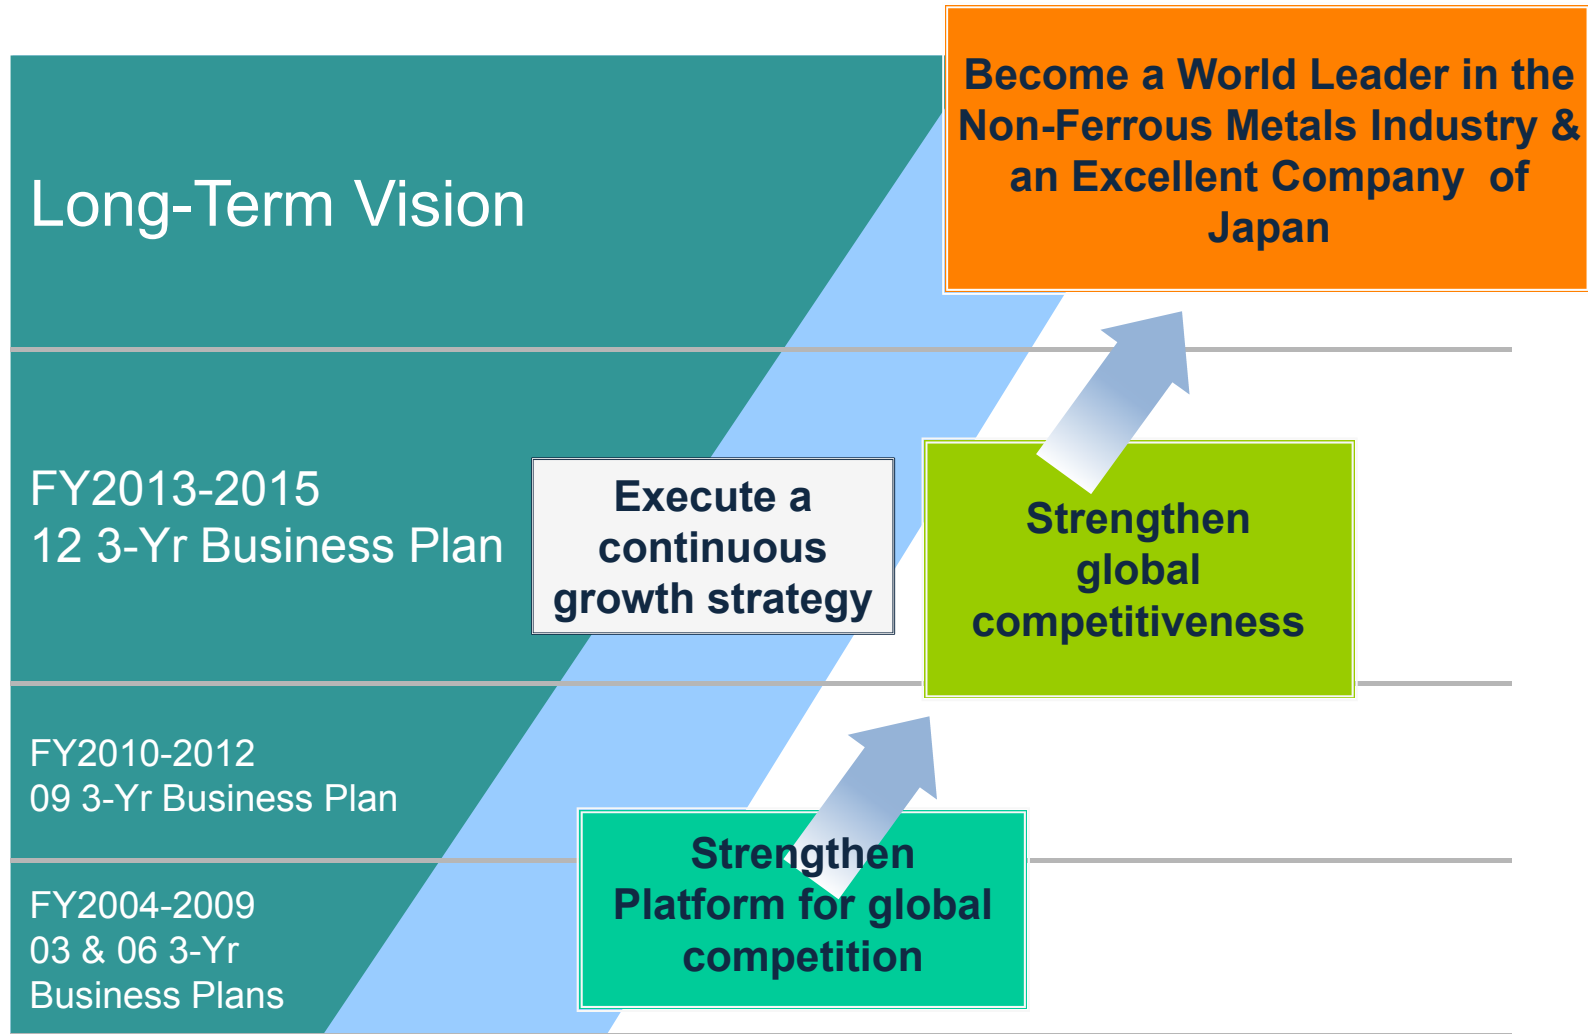 Become a World Leader in the
Non-Ferrous Metals Industry &
an Excellent Company of
Japan
Long-Term Vision
FY2013-2015
12 3-Yr Business Plan
Execute a
continuous
growth strategy
Strengthen
global
competitiveness
FY2010-2012
09 3-Yr Business Plan
Strengthen
Platform for global
competition
FY2004-2009
03 & 06 3-Yr
Business Plans